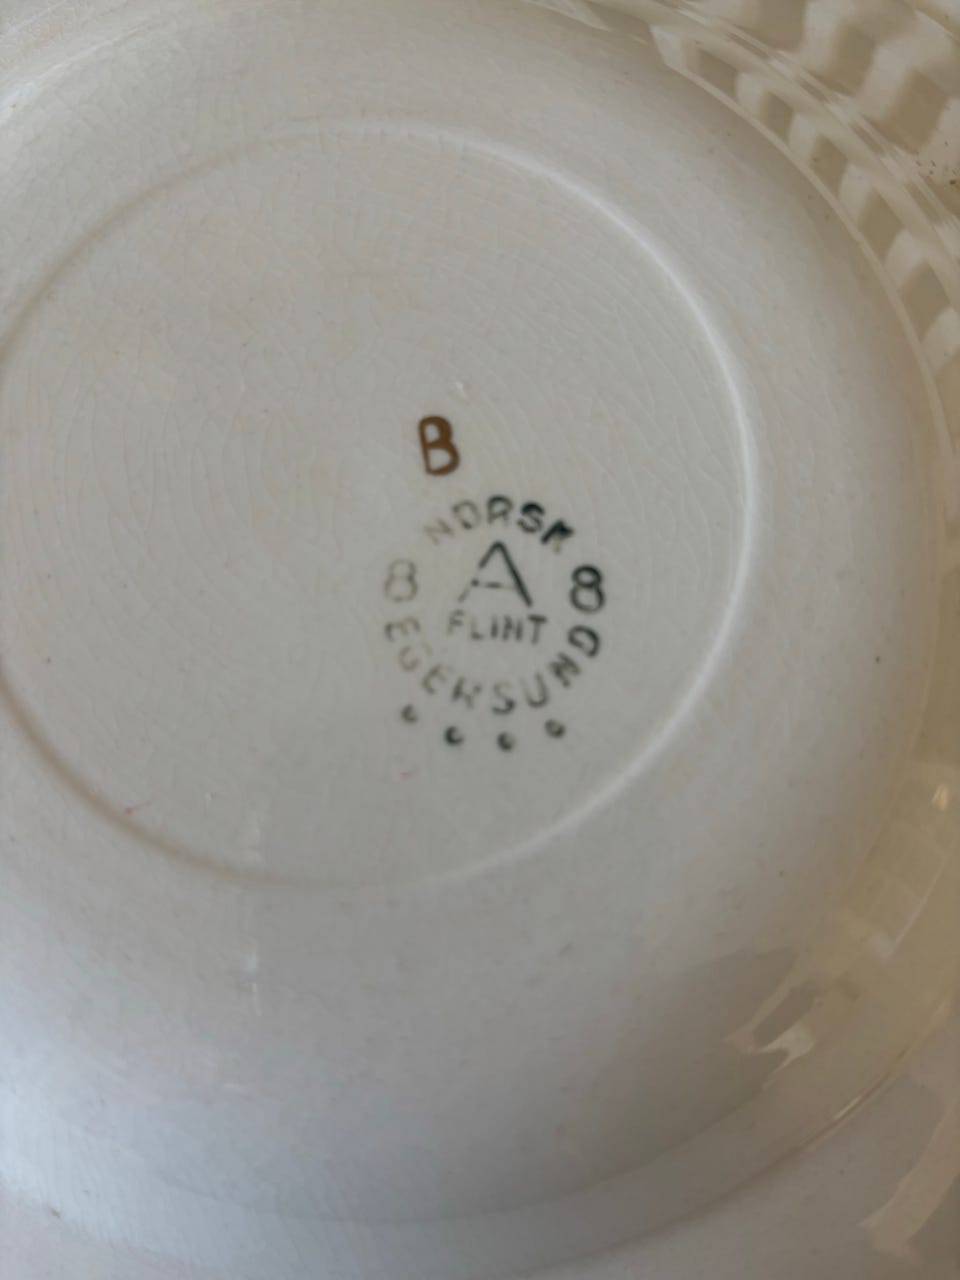 B
NORSK
8 A 8
FLINT
EGERSUND